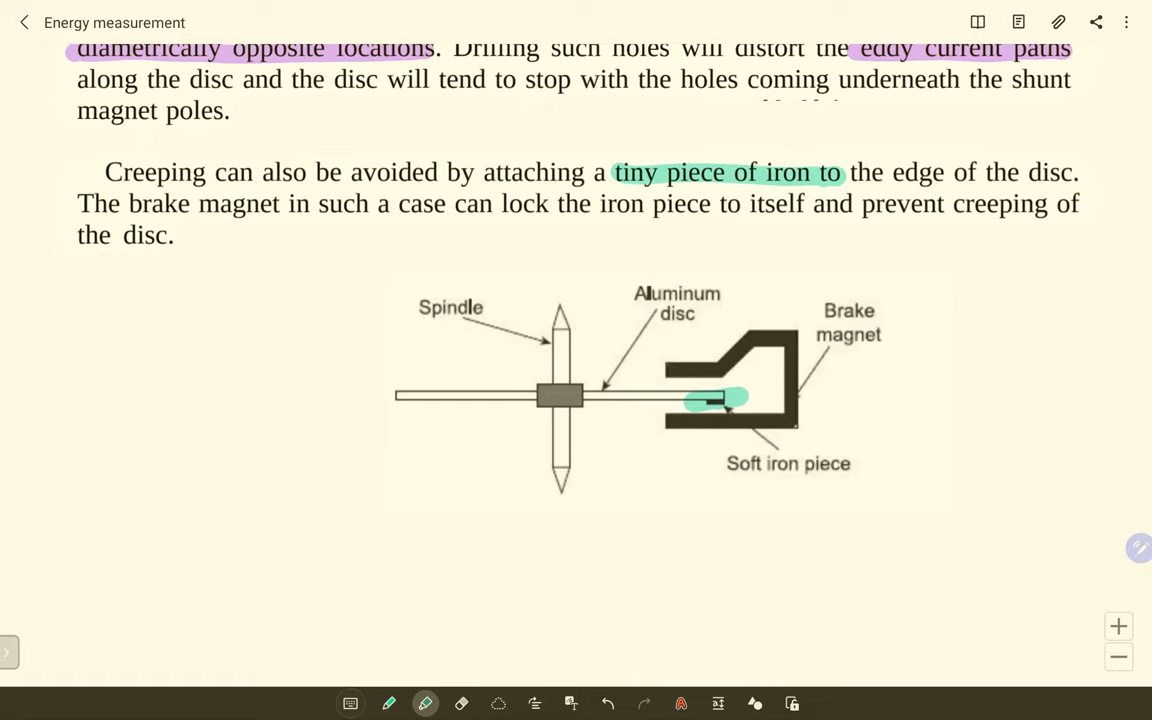 Energy measurement
diametrically opposite locations. Drilling such holes will distort the eddy current paths
along the disc and the disc will tend to stop with the holes coming underneath the shunt
magnet poles.
Creeping can also be avoided by attaching a tiny piece of iron to the edge of the disc.
The brake magnet in such a case can lock the iron piece to itself and prevent creeping of
the disc.
Spindle
Aluminum
disc
Brake
magnet
Soft iron piece